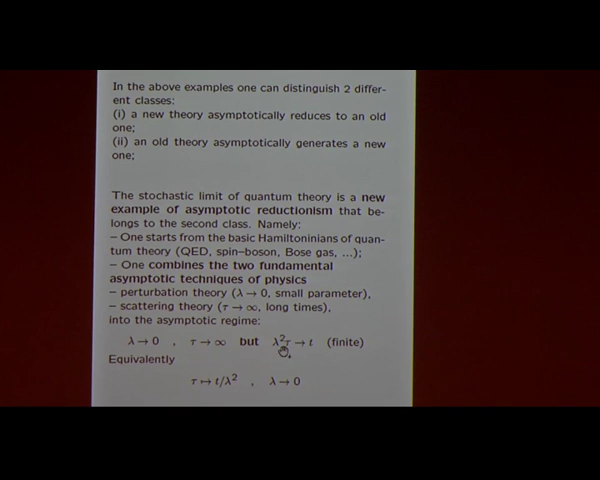 In the above examples one can distinguish 2 differ-
ent classes:
(i) a new theory asymptotically reduces to an old
one;
(ii) an old theory asymptotically generates a new
one;
The stochastic limit of quantum theory is a new
example of asymptotic reductionism that be-
longs to the second class. Namely:
– One starts from the basic Hamiltoninians of quan-
tum theory (QED, spin–boson, Bose gas, ...);
– One combines the two fundamental
asymptotic techniques of physics
– perturbation theory (λ → 0, small parameter),
– scattering theory (τ → ∞, long times),
into the asymptotic regime:
λ → 0 , τ → ∞ but λ²τ → t (finite)
Equivalently
τ ↦ t/λ² , λ → 0